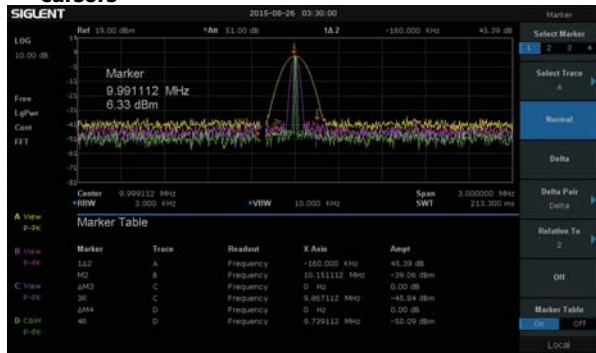 Cursors
SIGLENT 2015-08-26 03:30:00 Marker
LOG Ref 19.00 dBm *Att 51.00 dB 1Δ2 -160.000 KHz 45.39 dB Select Marker
10.00 dB 1 2 3 4
Marker Select Trace
9.991112 MHz A
6.33 dBm
Free
LgPwr Normal
Cont
FFT
Delta
Center 9.999112 MHz Span 3.000000 MHz Delta Pair
*RBW 3.000 KHz *VBW 10.000 KHz SWT 213.300 ms Delta
Marker Table Relative To
2
A View
P-PK
Marker Trace Readout X Axis Ampt
B View
P-PK
1Δ2 A Frequency -160.000 KHz 45.39 dB Off
M2 B Frequency 10.151112 MHz -39.06 dBm
C View
P-PK
ΔM3 C Frequency 0 Hz 0.00 dB
3R C Frequency 9.867112 MHz -45.84 dBm Marker Table
D C&W
P-PK
ΔM4 D Frequency 0 Hz 0.00 dB On Off
4R D Frequency 9.739112 MHz -50.09 dBm
Local